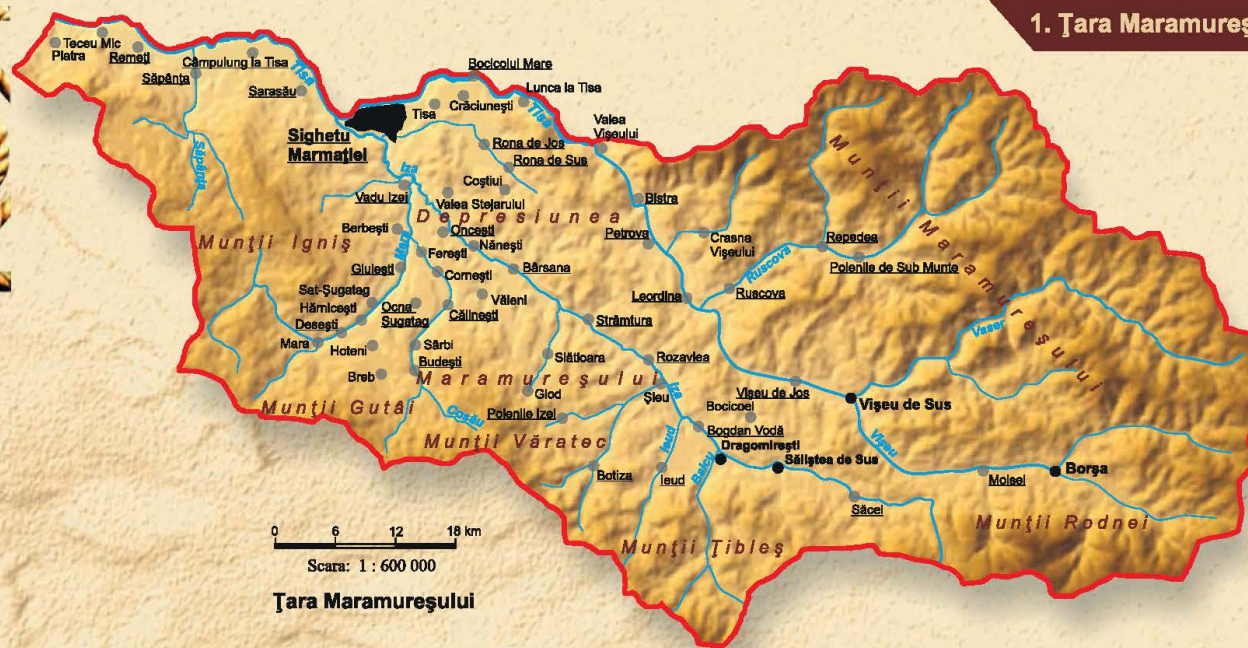 1. Ţara Maramureş
Teceu Mic
Piatra
Remeţi
Săpânţa
Câmpulung la Tisa
Sarasău
Tisa
Bocicoiul Mare
Lunca la Tisa
Tisa
Crăciuneşti
Tisa
Valea
Vişeului
Sighetu
Marmaţiei
Rona de Jos
Rona de Sus
Săpânţa
Iza
Coştiui
Vadu Izei
Valea Stejarului
Bistra
Munţii Maramureşului
Depresiunea
Berbeşti
Onceşti
Petrova
Crasna
Vişeului
Repedea
Munţii Igniş
Mara
Fereşti
Năneşti
Poienile de Sub Munte
Giuleşti
Corneşti
Bârsana
Ruscova
Ruscova
Sat-Şugatag
Văleni
Leordina
Hărniceşti
Ocna
Şugatag
Călineşti
Deseşti
Strâmtura
Vaser
Mara
Hoteni
Sârbi
Budeşti
Slătioara
Rozavlea
Breb
Maramureşului
Iza
Şieu
Vişeu de Jos
Glod
Vişeu de Sus
Munţii Gutâi
Cosău
Poienile Izei
Bocicoel
Bogdan Vodă
Munţii Văratec
Ieud
Dragomireşti
Vişeu
Botiza
Ieud
Baicu
Săliştea de Sus
Moisei
Borşa
Săcel
Munţii Rodnei
Munţii Ţibleş
0 6 12 18 km
Scara: 1 : 600 000
Ţara Maramureşului